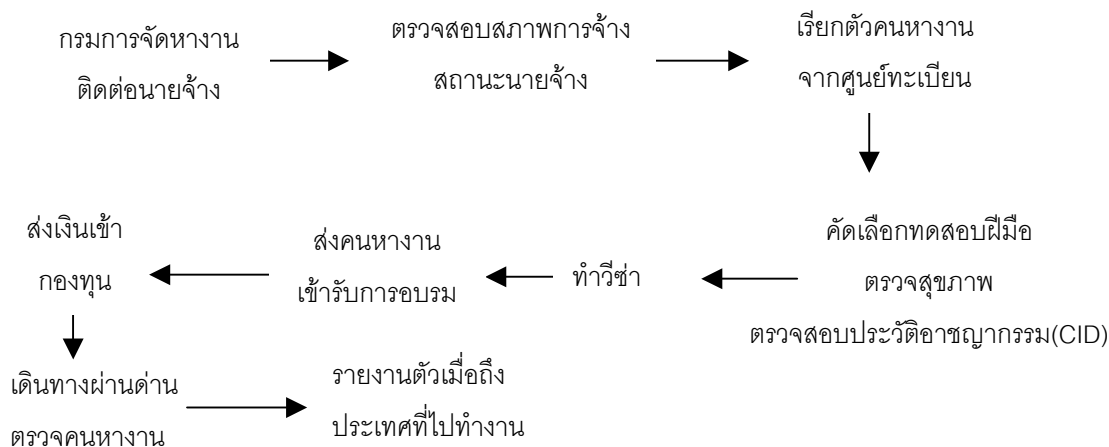 กรมการจัดหางาน
ติดต่อนายจ้าง
ตรวจสอบสภาพการจ้าง
สถานะนายจ้าง
เรียกตัวคนหางาน
จากศูนย์ทะเบียน
คัดเลือกทดสอบฝีมือ
ตรวจสุขภาพ
ตรวจสอบประวัติอาชญากรรม(CID)
ทำวีซ่า
ส่งคนหางาน
เข้ารับการอบรม
ส่งเงินเข้า
กองทุน
เดินทางผ่านด่าน
ตรวจคนหางาน
รายงานตัวเมื่อถึง
ประเทศที่ไปทำงาน